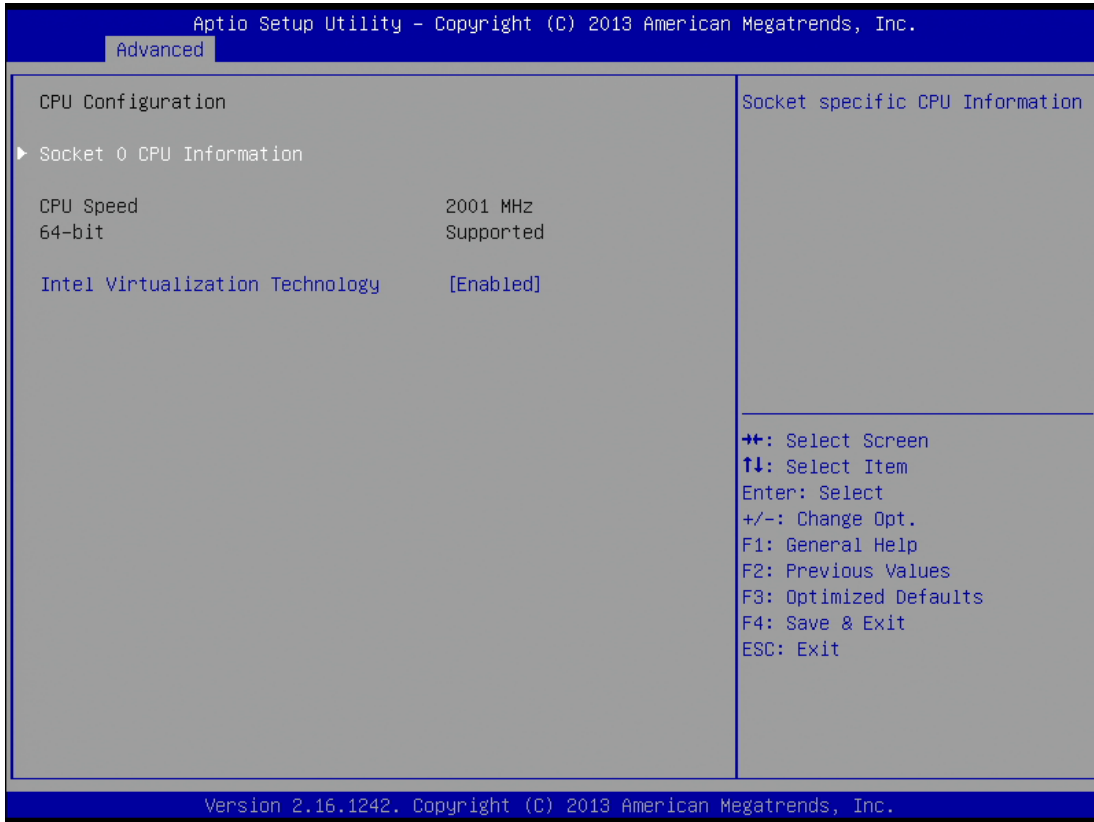 Aptio Setup Utility – Copyright (C) 2013 American Megatrends, Inc.
Advanced
CPU Configuration
Socket 0 CPU Information
CPU Speed 2001 MHz
64-bit Supported
Intel Virtualization Technology [Enabled]
Socket specific CPU Information
→←: Select Screen
↑↓: Select Item
Enter: Select
+/-: Change Opt.
F1: General Help
F2: Previous Values
F3: Optimized Defaults
F4: Save & Exit
ESC: Exit
Version 2.16.1242. Copyright (C) 2013 American Megatrends, Inc.